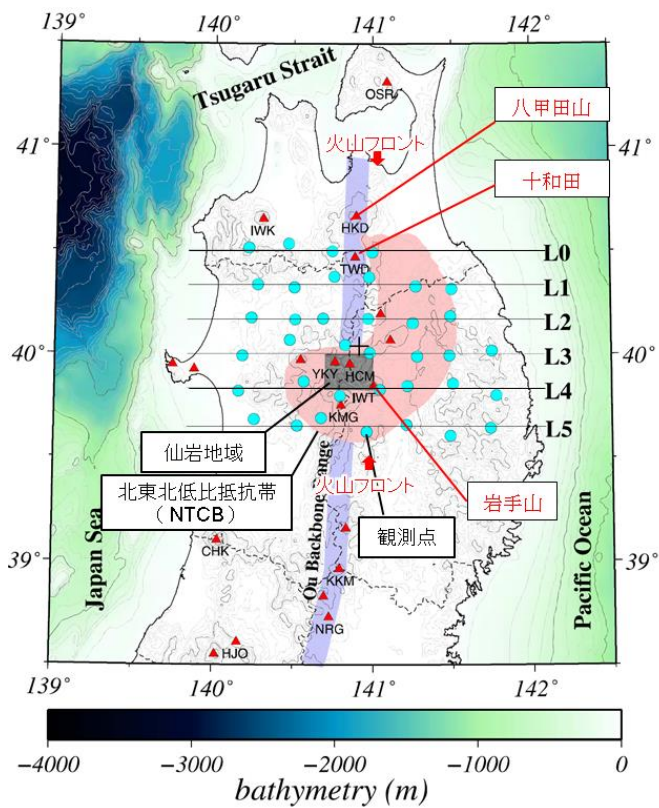 139° 140° 141° 142°
Tsugaru Strait
OSR
41° 41°
火山フロント
八甲田山
十和田
IWK
HKD
TWD
L0
L1
L2
40° 40°
L3
YKY HCM
L4
IWT
KMG
L5
仙岩地域
北東北低比抵抗帯
(NTCB)
火山フロント
観測点
岩手山
39° 39°
Japan Sea
CHK
Ou Backbone Range
KKM
NRG
HJO
Pacific Ocean
139° 140° 141° 142°
−4000 −3000 −2000 −1000 0
bathymetry (m)